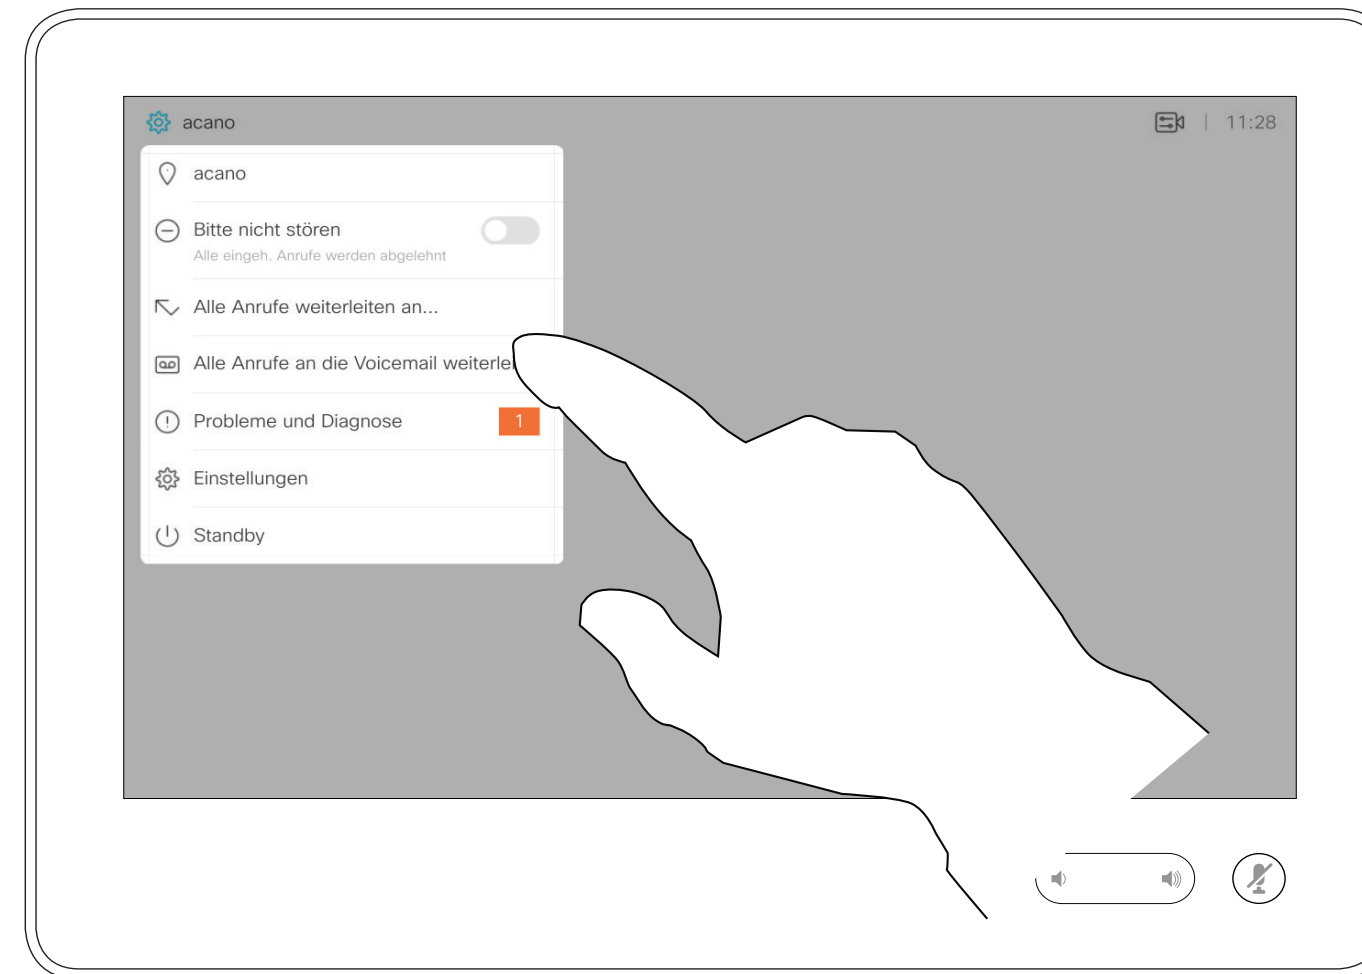 acano
11:28
acano
Bitte nicht stören
Alle eingeh. Anrufe werden abgelehnt
Alle Anrufe weiterleiten an...
Alle Anrufe an die Voicemail
Probleme und Diagnose
1
Einstellungen
Standby